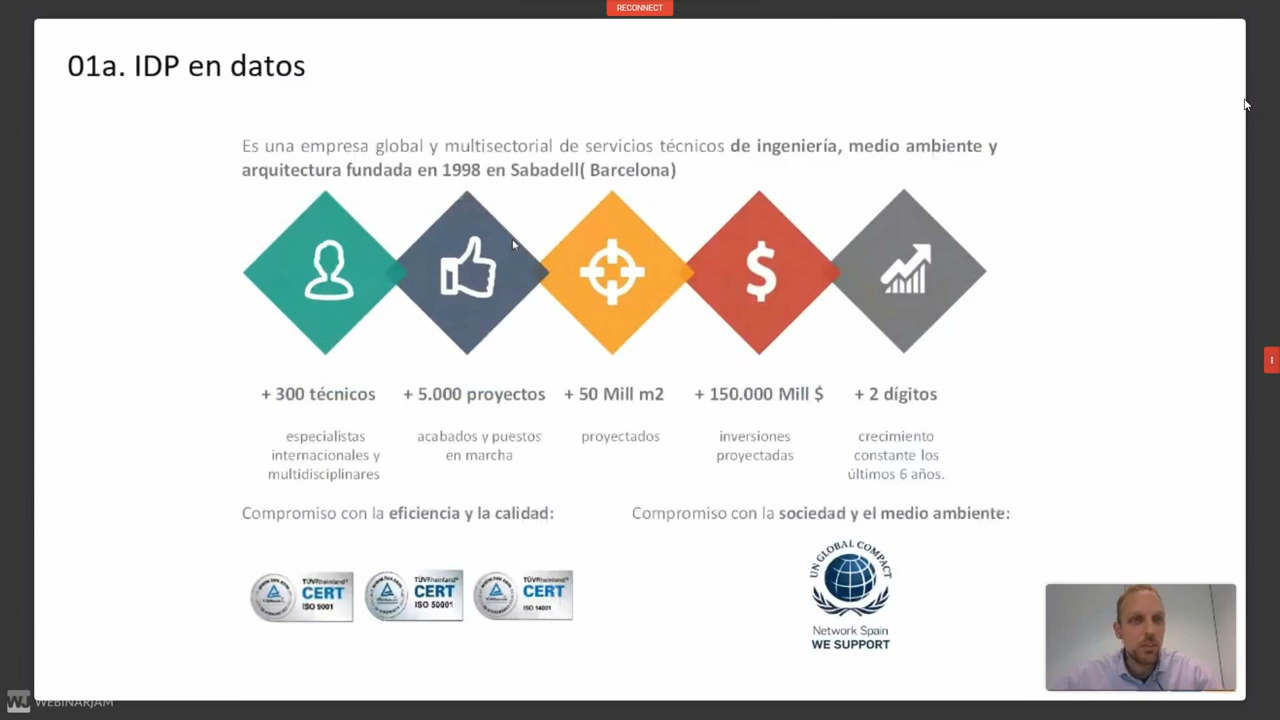 RECONNECT
01a. IDP en datos
Es una empresa global y multisectorial de servicios técnicos de ingeniería, medio ambiente y
arquitectura fundada en 1998 en Sabadell( Barcelona)
+ 300 técnicos
especialistas
internacionales y
multidisciplinares
+ 5.000 proyectos
acabados y puestos
en marcha
+ 50 Mill m2
proyectados
+ 150.000 Mill $
inversiones
proyectadas
+ 2 dígitos
crecimiento
constante los
últimos 6 años.
Compromiso con la eficiencia y la calidad:
Compromiso con la sociedad y el medio ambiente:
TÜVRheinland®
CERT
ISO 9001
TÜVRheinland®
CERT
ISO 50001
TÜVRheinland®
CERT
ISO 14001
UN GLOBAL COMPACT
Network Spain
WE SUPPORT
WJ WEBINARJAM